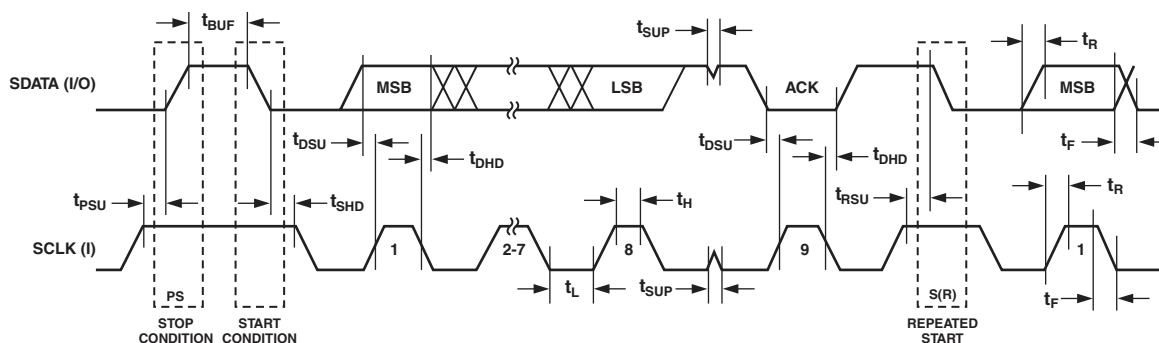 tBUF
tSUP
tR
SDATA (I/O)
MSB
LSB
ACK
MSB
tDSU
tDHD
tDSU
tDHD
tF
tPSU
tSHD
tH
tRSU
tR
SCLK (I)
1
2-7
8
9
1
PS
tL
tSUP
S(R)
tF
STOP
CONDITION
START
CONDITION
REPEATED
START